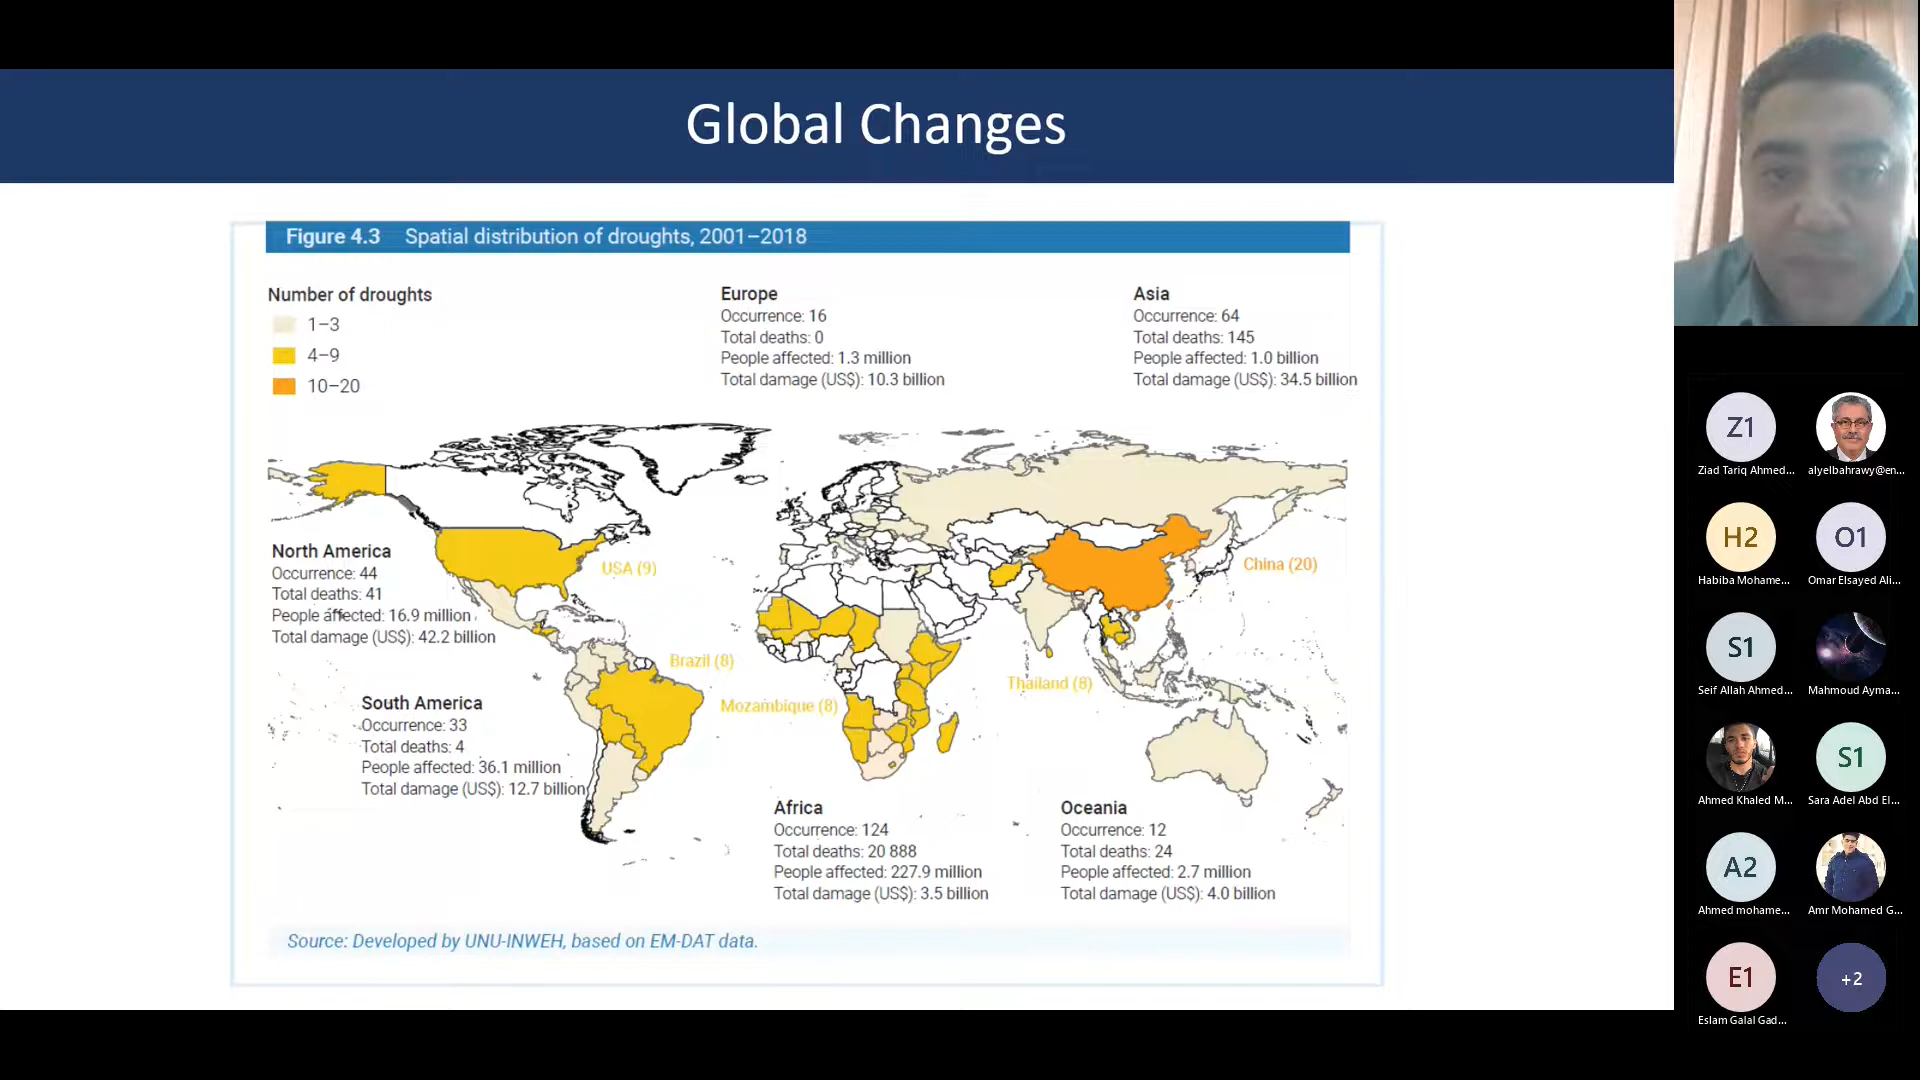 Global Changes
Figure 4.3 Spatial distribution of droughts, 2001–2018
Number of droughts
1–3
4–9
10–20
Europe
Occurrence: 16
Total deaths: 0
People affected: 1.3 million
Total damage (US$): 10.3 billion
Asia
Occurrence: 64
Total deaths: 145
People affected: 1.0 billion
Total damage (US$): 34.5 billion
North America
Occurrence: 44
Total deaths: 41
People affected: 16.9 million
Total damage (US$): 42.2 billion
USA (9)
China (20)
Brazil (8)
Mozambique (8)
Thailand (8)
South America
Occurrence: 33
Total deaths: 4
People affected: 36.1 million
Total damage (US$): 12.7 billion
Africa
Occurrence: 124
Total deaths: 20 888
People affected: 227.9 million
Total damage (US$): 3.5 billion
Oceania
Occurrence: 12
Total deaths: 24
People affected: 2.7 million
Total damage (US$): 4.0 billion
Source: Developed by UNU-INWEH, based on EM-DAT data.
Z1
Ziad Tariq Ahmed...
alyelbahrawy@en...
H2
Habiba Mohame...
O1
Omar Elsayed Ali...
S1
Seif Allah Ahmed...
Mahmoud Ayma...
Ahmed Khaled M...
S1
Sara Adel Abd El...
A2
Ahmed mohame...
Amr Mohamed G...
E1
Eslam Galal Gad...
+2